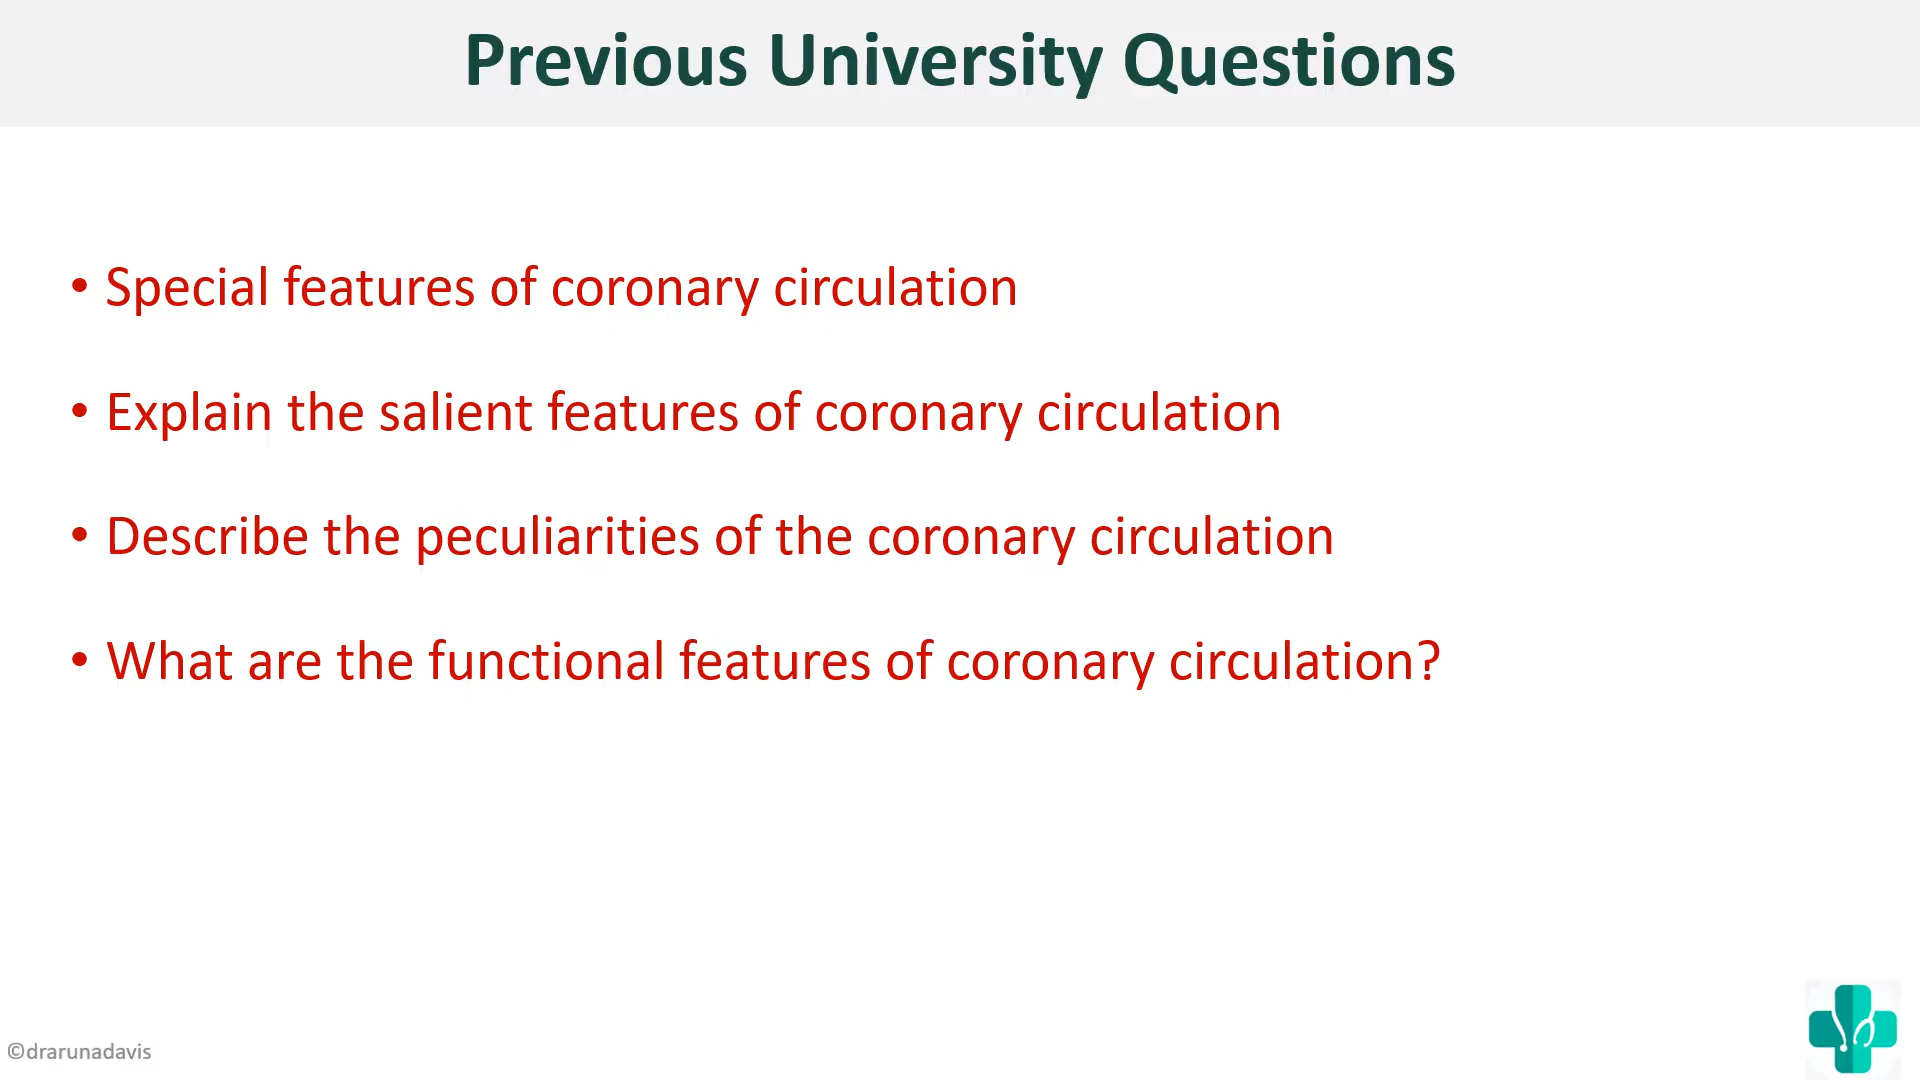 Previous University Questions
• Special features of coronary circulation
• Explain the salient features of coronary circulation
• Describe the peculiarities of the coronary circulation
• What are the functional features of coronary circulation?
©drarunadavis